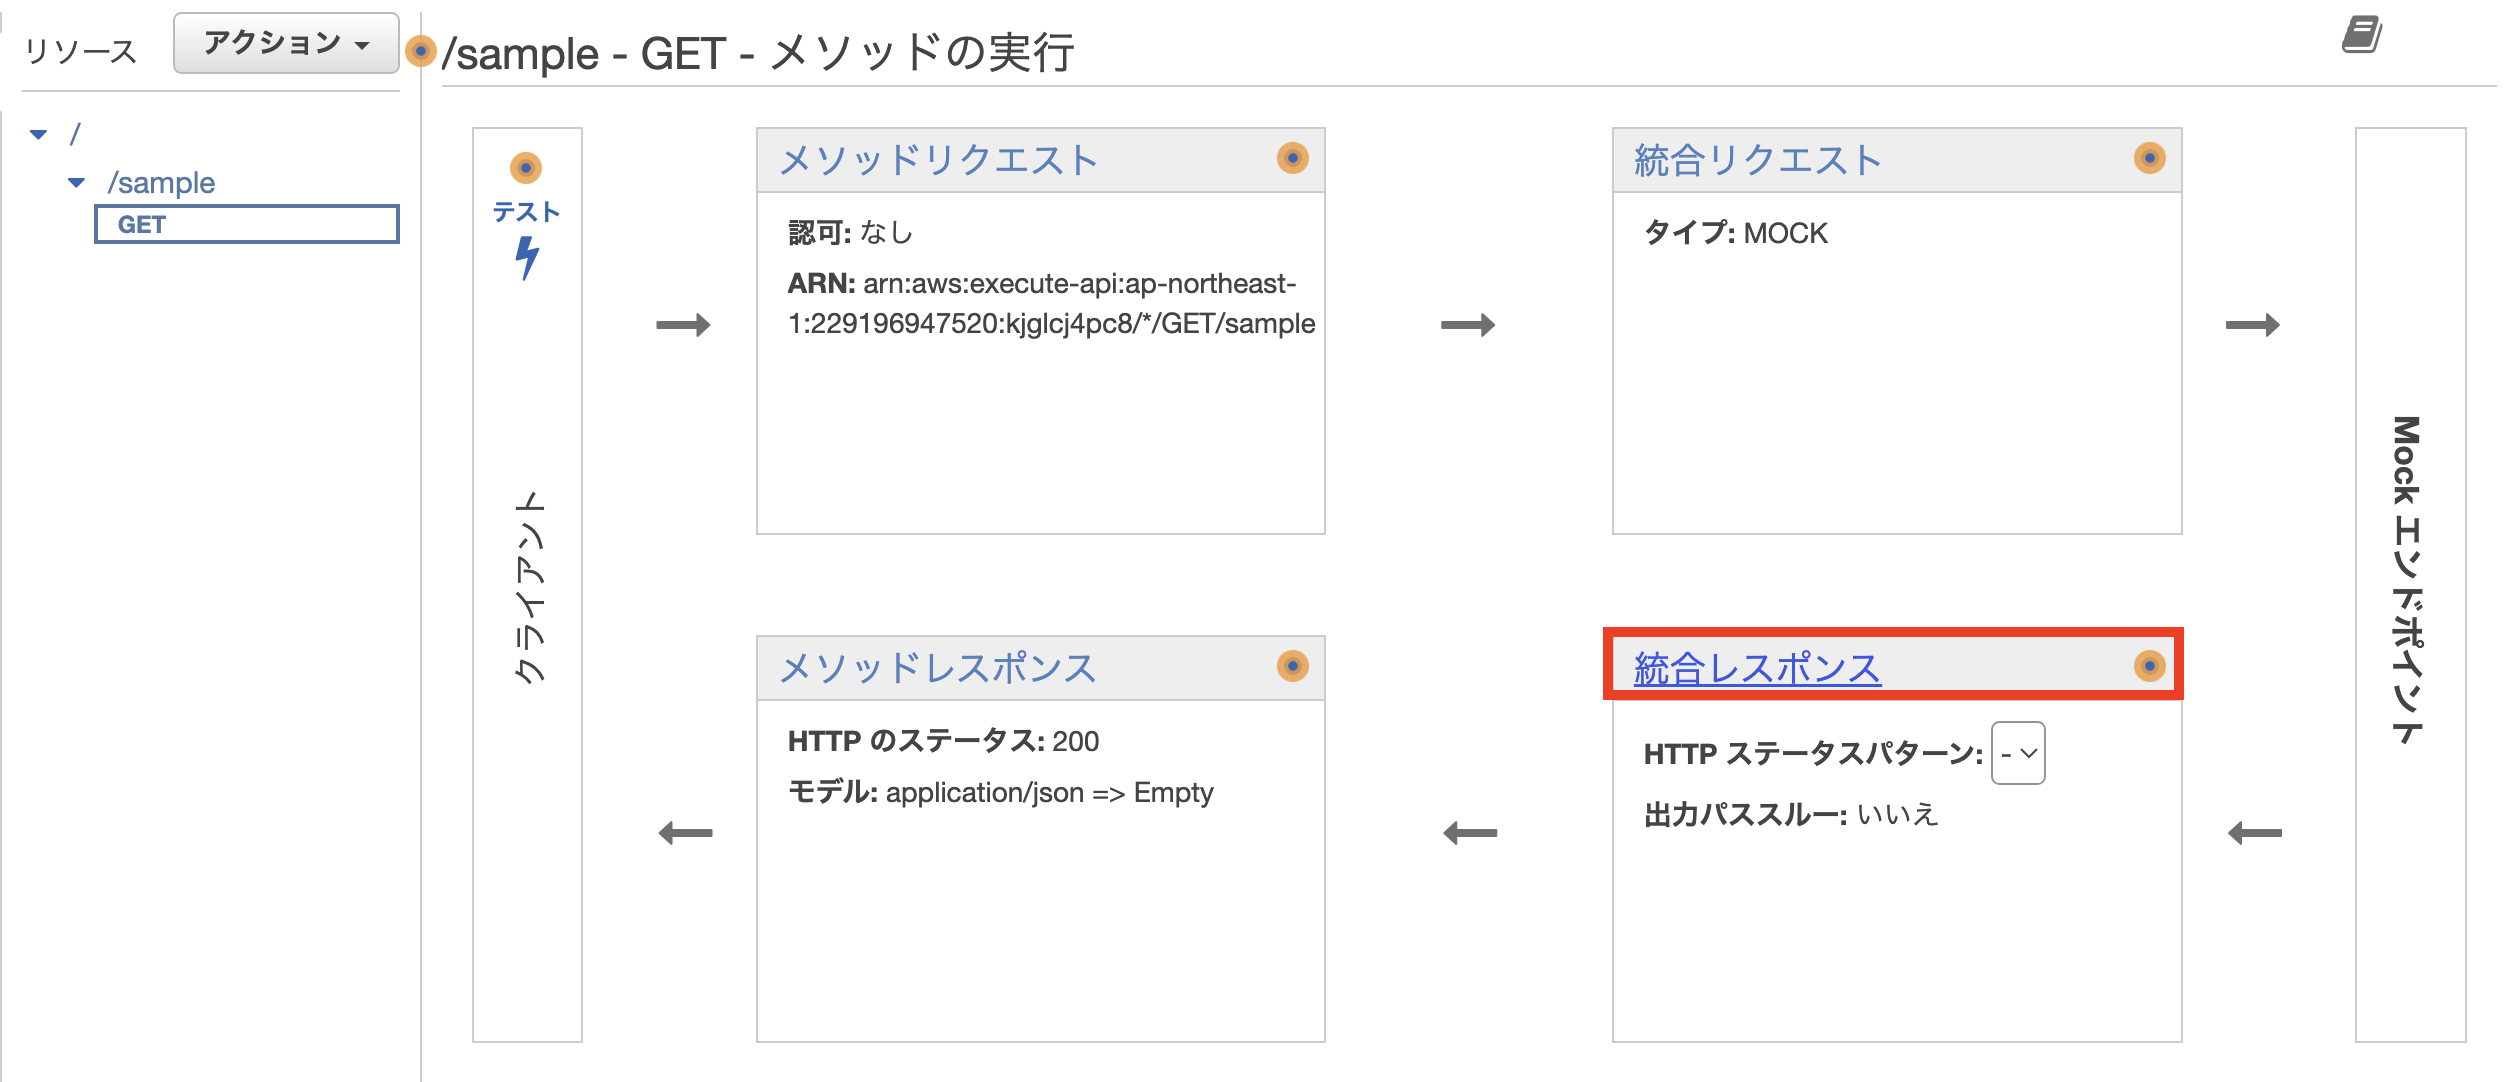 リソース
アクション
/sample - GET - メソッドの実行
/
/sample
GET
テスト
クライアント
メソッドリクエスト
認可: なし
ARN: arn:aws:execute-api:ap-northeast-
1:229196947520:kjglcj4pc8/*/GET/sample
統合リクエスト
タイプ: MOCK
Mock エンドポイント
メソッドレスポンス
HTTP のステータス: 200
モデル: application/json => Empty
統合レスポンス
HTTP ステータスパターン: -
出力パススルー: いいえ